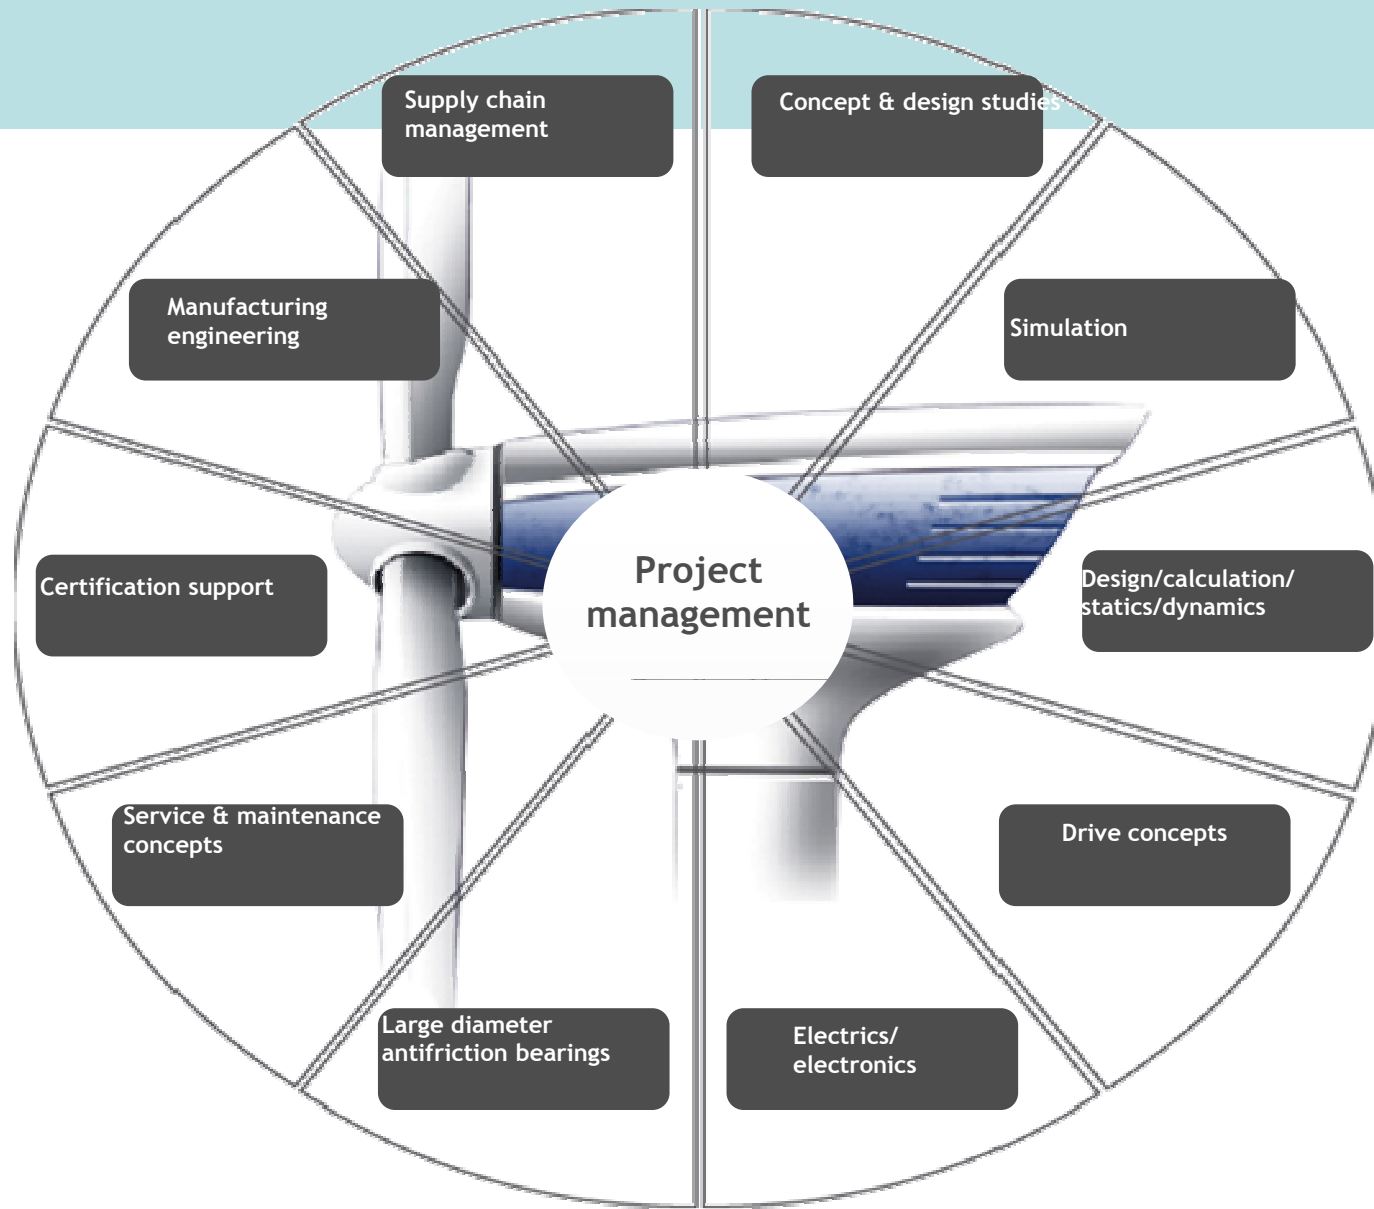 Supply chain
management
Concept & design studies
Manufacturing
engineering
Simulation
Certification support
Project
management
Design/calculation/
statics/dynamics
Service & maintenance
concepts
Drive concepts
Large diameter
antifriction bearings
Electrics/
electronics